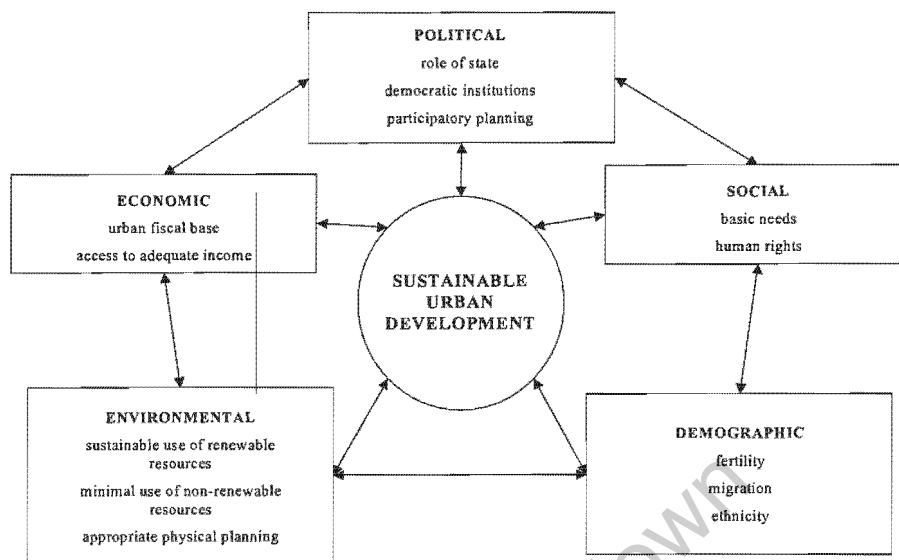 POLITICAL
role of state
democratic institutions
participatory planning
ECONOMIC
urban fiscal base
access to adequate income
SOCIAL
basic needs
human rights
SUSTAINABLE
URBAN
DEVELOPMENT
ENVIRONMENTAL
sustainable use of renewable
resources
minimal use of non-renewable
resources
appropriate physical planning
DEMOGRAPHIC
fertility
migration
ethnicity
own